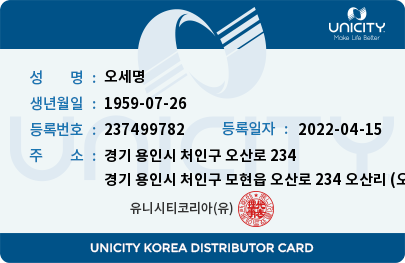 UNICITY
Make Life Better
성 명 : 오세명
생년월일 : 1959-07-26
등록번호 : 237499782 등록일자 : 2022-04-15
주 소 : 경기 용인시 처인구 오산로 234
경기 용인시 처인구 모현읍 오산로 234 오산리 (오
유니시티코리아(유)
UNICITY
UNICITY KOREA DISTRIBUTOR CARD